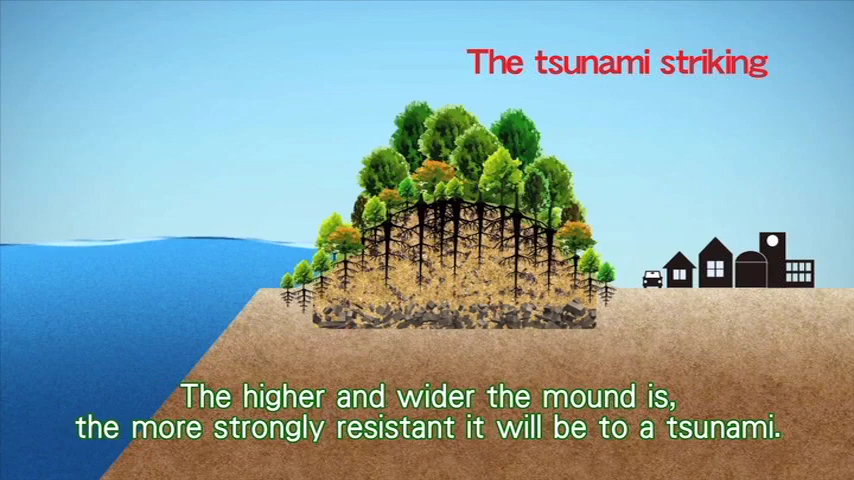 The tsunami striking
The higher and wider the mound is,
the more strongly resistant it will be to a tsunami.